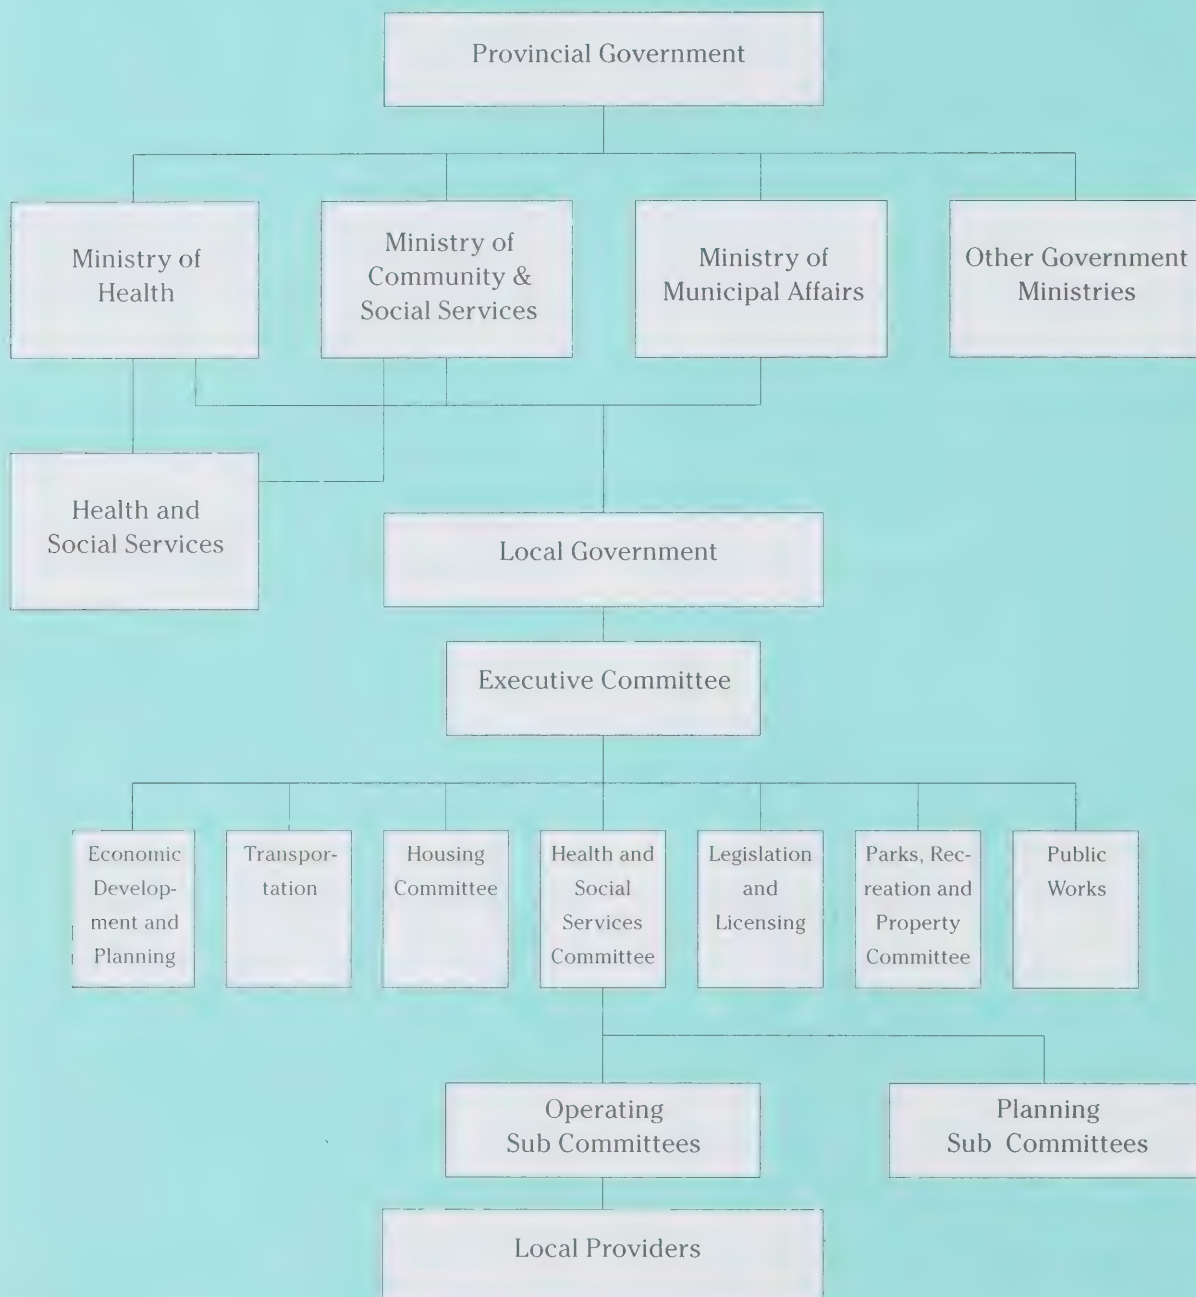 Provincial Government
Ministry of
Health
Ministry of
Community &
Social Services
Ministry of
Municipal Affairs
Other Government
Ministries
Health and
Social Services
Local Government
Executive Committee
Economic
Develop-
ment and
Planning
Transpor-
tation
Housing
Committee
Health and
Social
Services
Committee
Legislation
and
Licensing
Parks, Rec-
reation and
Property
Committee
Public
Works
Operating
Sub Committees
Planning
Sub Committees
Local Providers